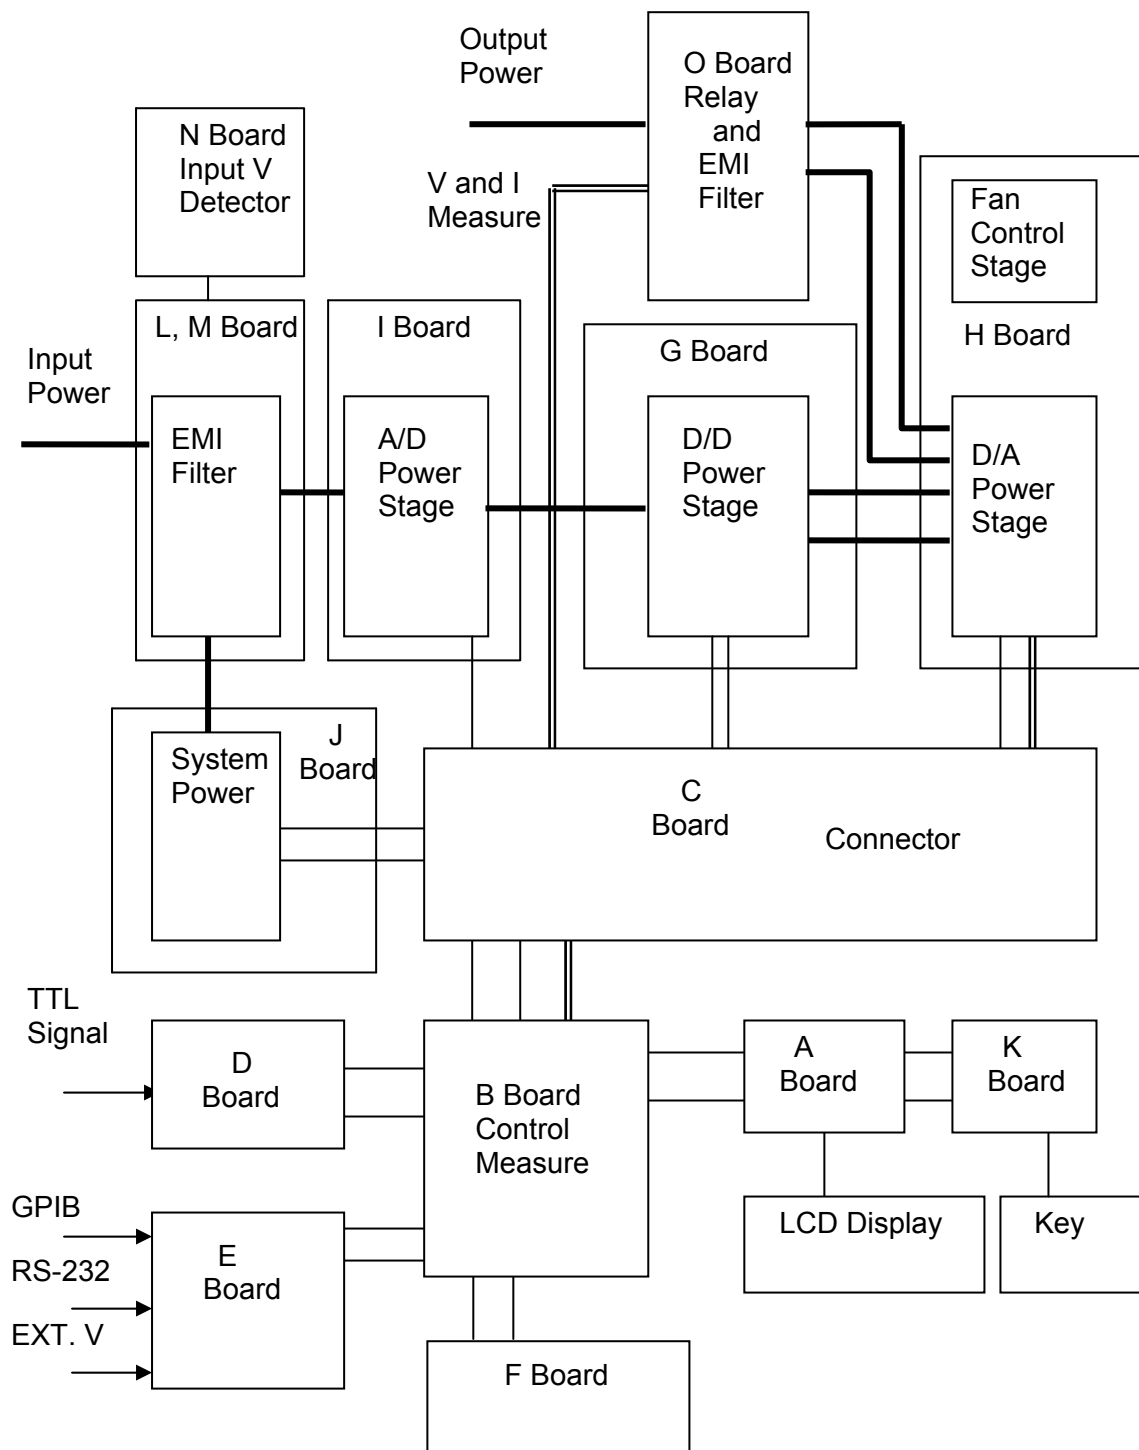 Output
Power
O Board
Relay
and
EMI
Filter
N Board
Input V
Detector
V and I
Measure
Fan
Control
Stage
H Board
L, M Board
I Board
G Board
Input
Power
EMI
Filter
A/D
Power
Stage
D/D
Power
Stage
D/A
Power
Stage
J
Board
System
Power
C
Board
Connector
TTL
Signal
D
Board
B Board
Control
Measure
A
Board
K
Board
GPIB
RS-232
EXT. V
E
Board
LCD Display
Key
F Board